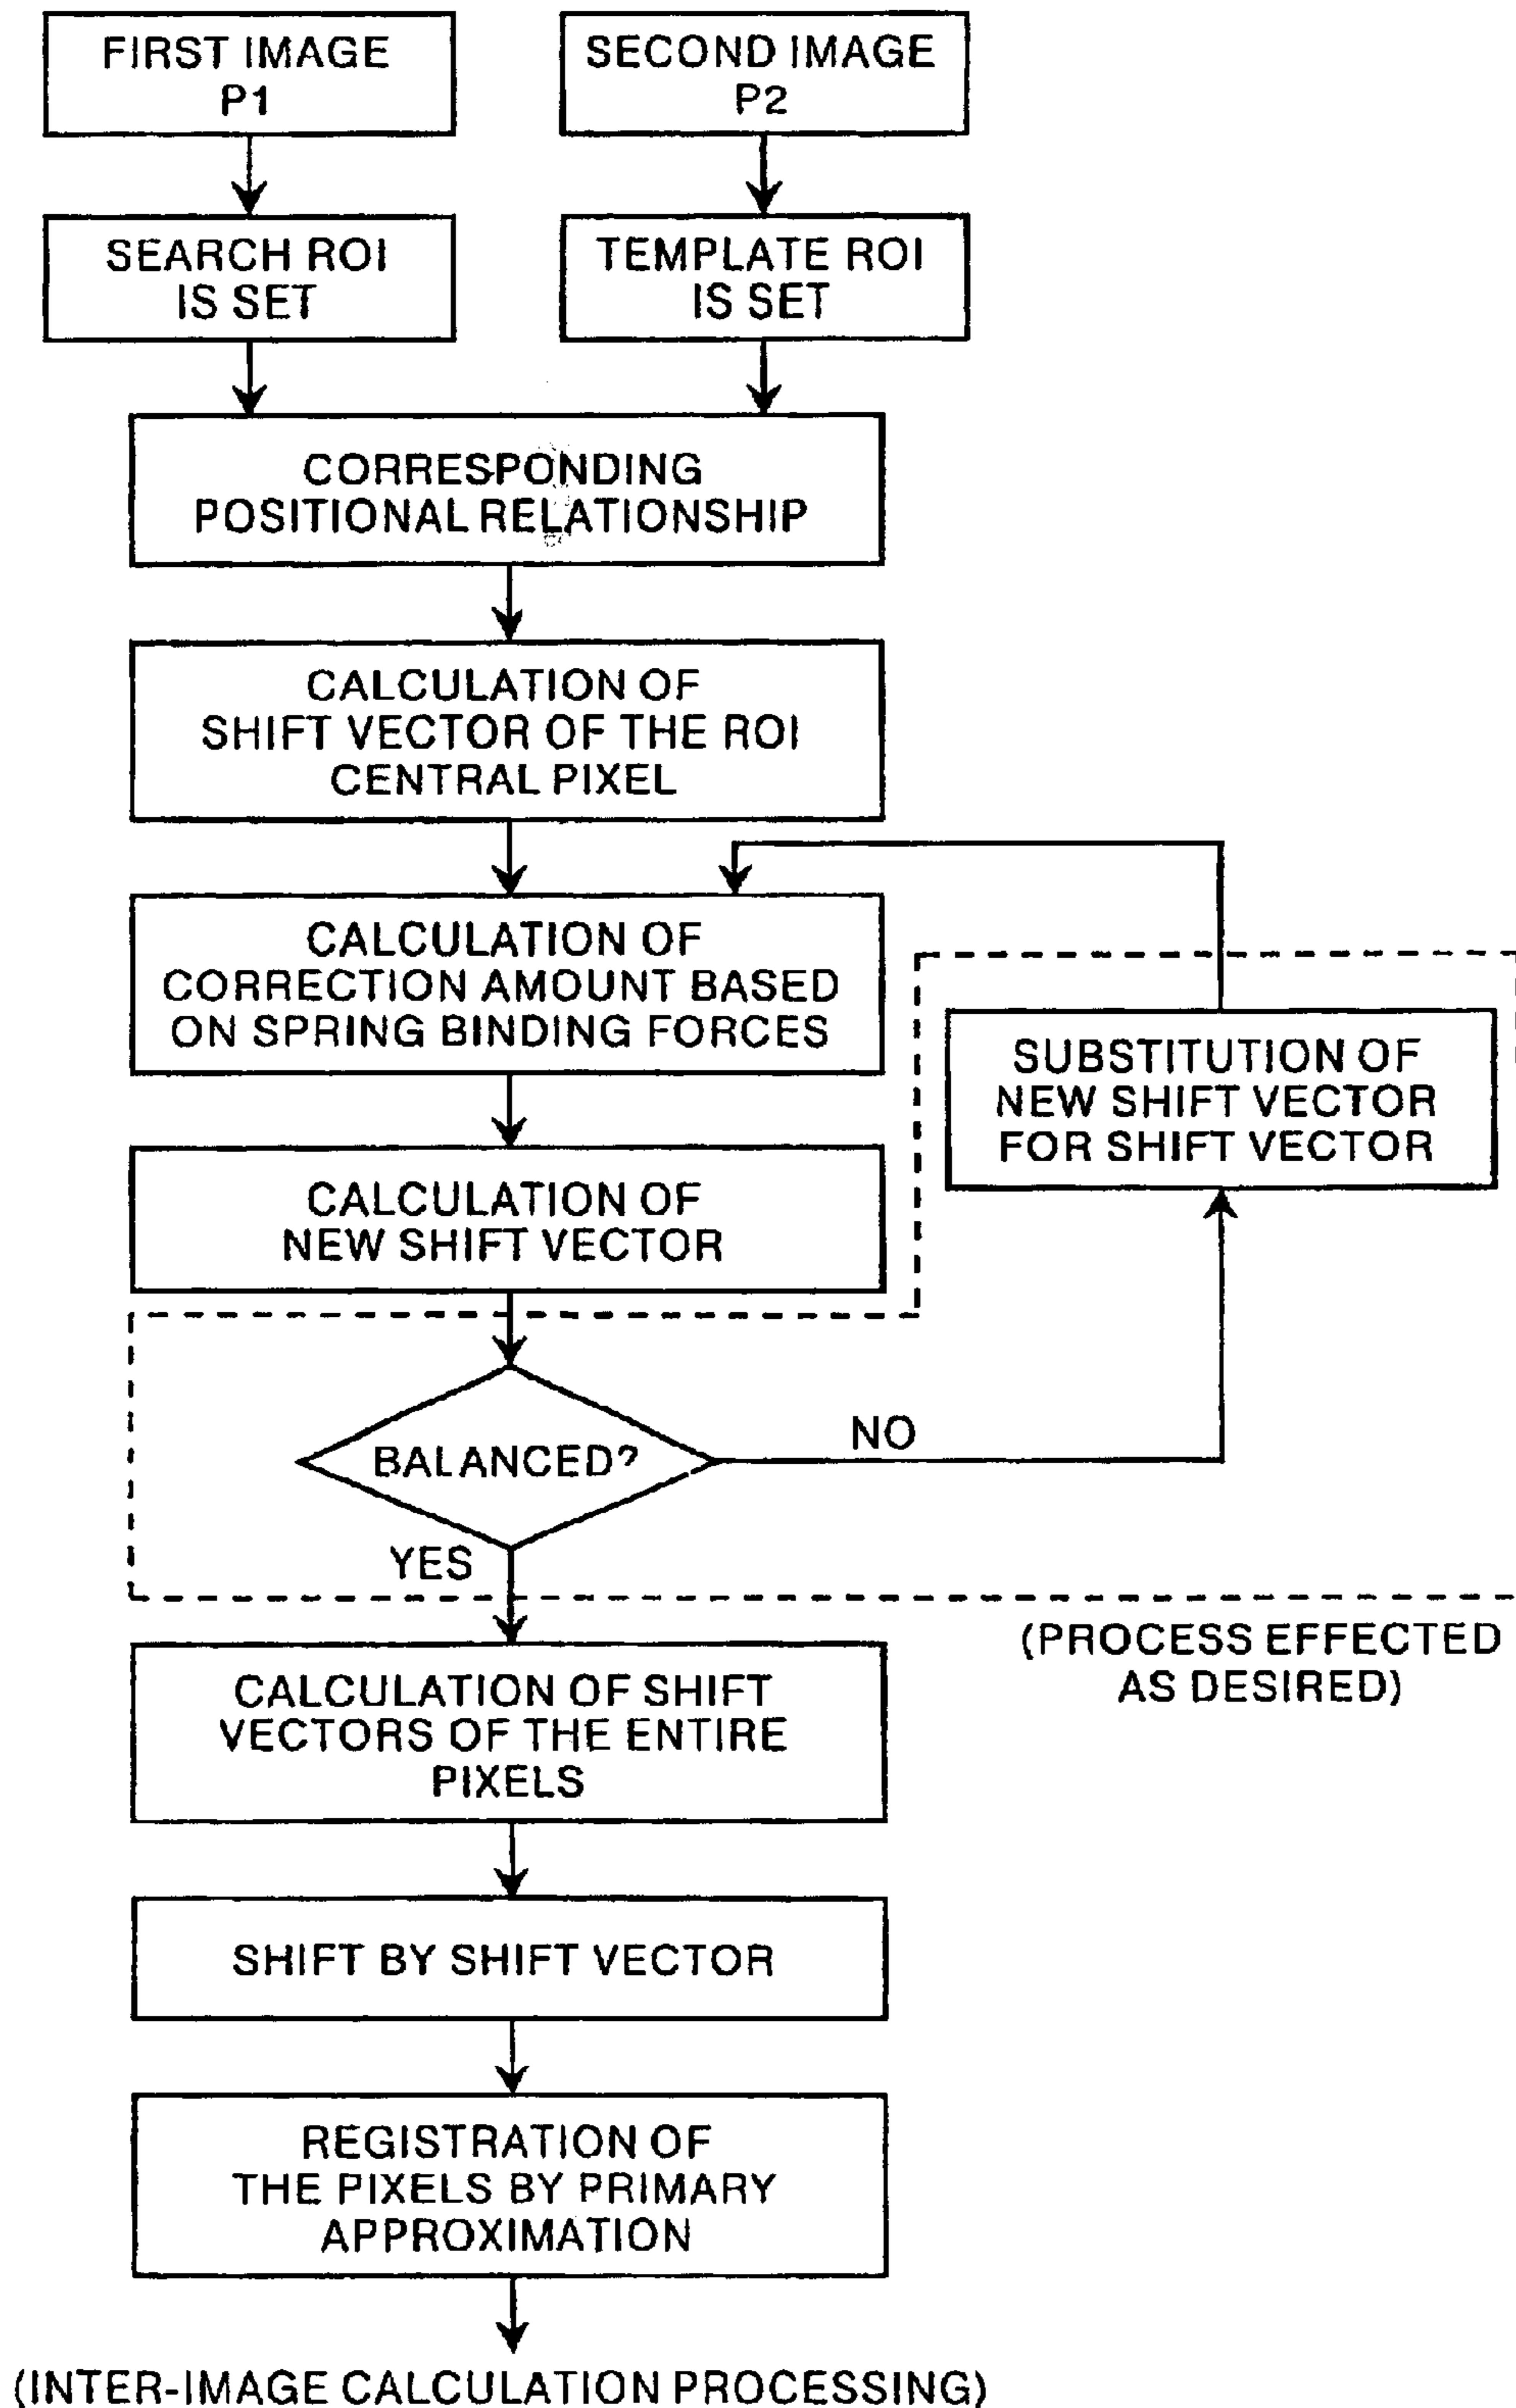 FIRST IMAGE
P1
SECOND IMAGE
P2
SEARCH ROI
IS SET
TEMPLATE ROI
IS SET
CORRESPONDING
POSITIONAL RELATIONSHIP
CALCULATION OF
SHIFT VECTOR OF THE ROI
CENTRAL PIXEL
CALCULATION OF
CORRECTION AMOUNT BASED
ON SPRING BINDING FORCES
SUBSTITUTION OF
NEW SHIFT VECTOR
FOR SHIFT VECTOR
CALCULATION OF
NEW SHIFT VECTOR
BALANCED?
NO
YES
(PROCESS EFFECTED
AS DESIRED)
CALCULATION OF SHIFT
VECTORS OF THE ENTIRE
PIXELS
SHIFT BY SHIFT VECTOR
REGISTRATION OF
THE PIXELS BY PRIMARY
APPROXIMATION
(INTER-IMAGE CALCULATION PROCESSING)